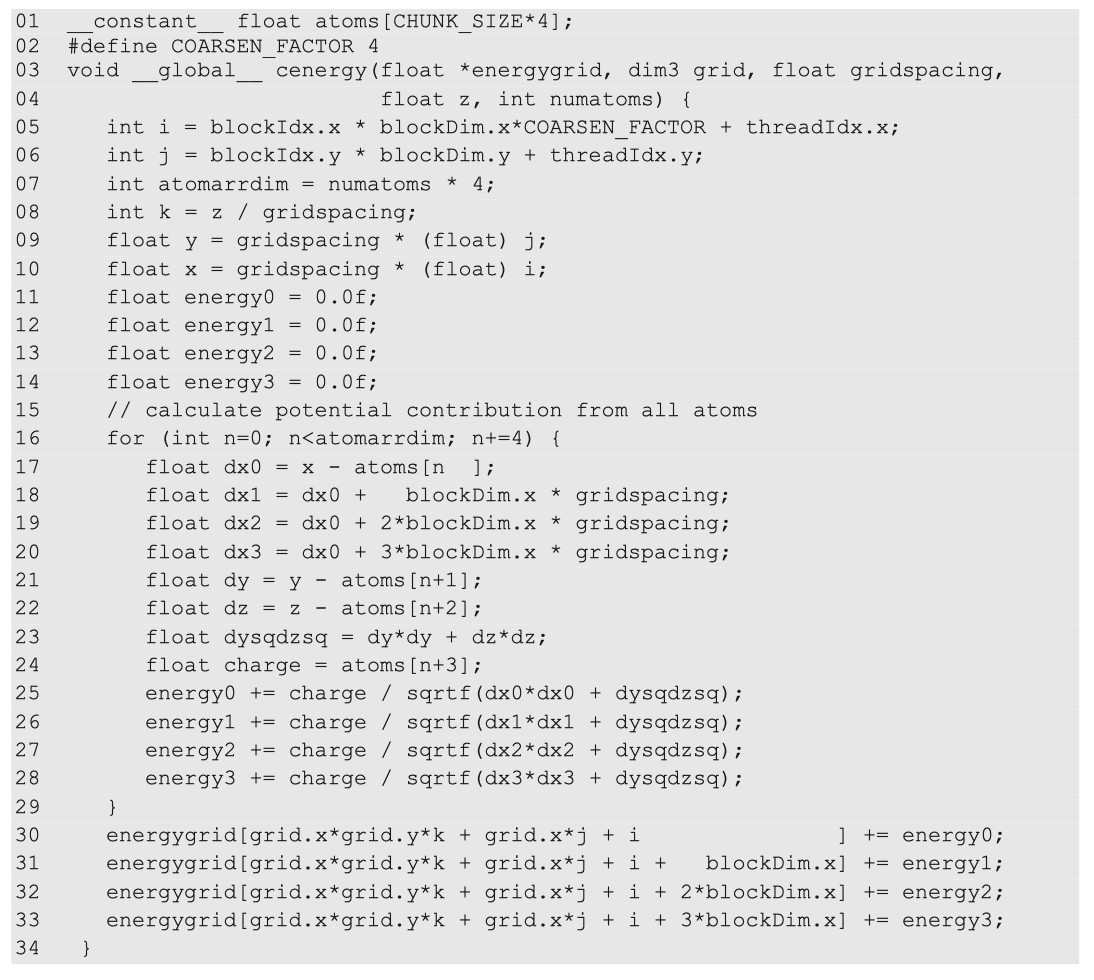 01 __constant__ float atoms[CHUNK_SIZE*4];
02 #define COARSEN_FACTOR 4
03 void __global__ cenergy(float *energygrid, dim3 grid, float gridspacing,
04                         float z, int numatoms) {
05    int i = blockIdx.x * blockDim.x*COARSEN_FACTOR + threadIdx.x;
06    int j = blockIdx.y * blockDim.y + threadIdx.y;
07    int atomarrdim = numatoms * 4;
08    int k = z / gridspacing;
09    float y = gridspacing * (float) j;
10    float x = gridspacing * (float) i;
11    float energy0 = 0.0f;
12    float energy1 = 0.0f;
13    float energy2 = 0.0f;
14    float energy3 = 0.0f;
15    // calculate potential contribution from all atoms
16    for (int n=0; n<atomarrdim; n+=4) {
17       float dx0 = x - atoms[n  ];
18       float dx1 = dx0 +   blockDim.x * gridspacing;
19       float dx2 = dx0 + 2*blockDim.x * gridspacing;
20       float dx3 = dx0 + 3*blockDim.x * gridspacing;
21       float dy = y - atoms[n+1];
22       float dz = z - atoms[n+2];
23       float dysqdzsq = dy*dy + dz*dz;
24       float charge = atoms[n+3];
25       energy0 += charge / sqrtf(dx0*dx0 + dysqdzsq);
26       energy1 += charge / sqrtf(dx1*dx1 + dysqdzsq);
27       energy2 += charge / sqrtf(dx2*dx2 + dysqdzsq);
28       energy3 += charge / sqrtf(dx3*dx3 + dysqdzsq);
29    }
30    energygrid[grid.x*grid.y*k + grid.x*j + i               ] += energy0;
31    energygrid[grid.x*grid.y*k + grid.x*j + i +   blockDim.x] += energy1;
32    energygrid[grid.x*grid.y*k + grid.x*j + i + 2*blockDim.x] += energy2;
33    energygrid[grid.x*grid.y*k + grid.x*j + i + 3*blockDim.x] += energy3;
34  }